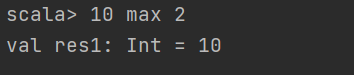 scala> 10 max 2
val res1: Int = 10